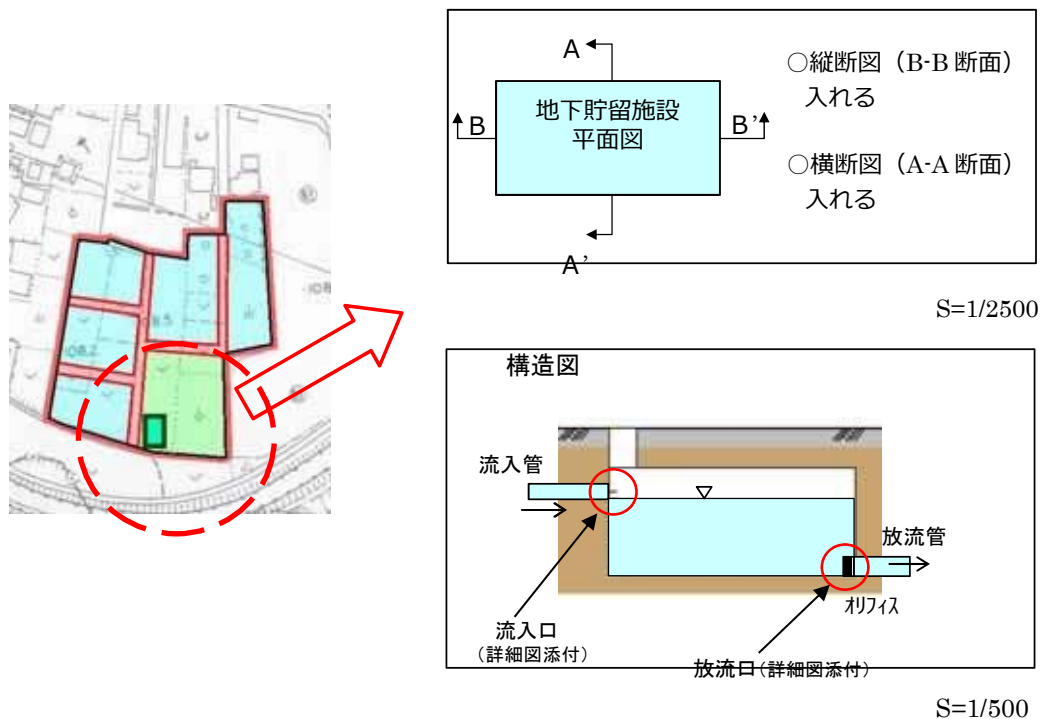 A
○縦断図（B-B 断面）
入れる
地下貯留施設
平面図
B
B’
○横断図（A-A 断面）
入れる
A’
S=1/2500
構造図
流入管
放流管
オリフィス
流入口
（詳細図添付）
放流口（詳細図添付）
S=1/500